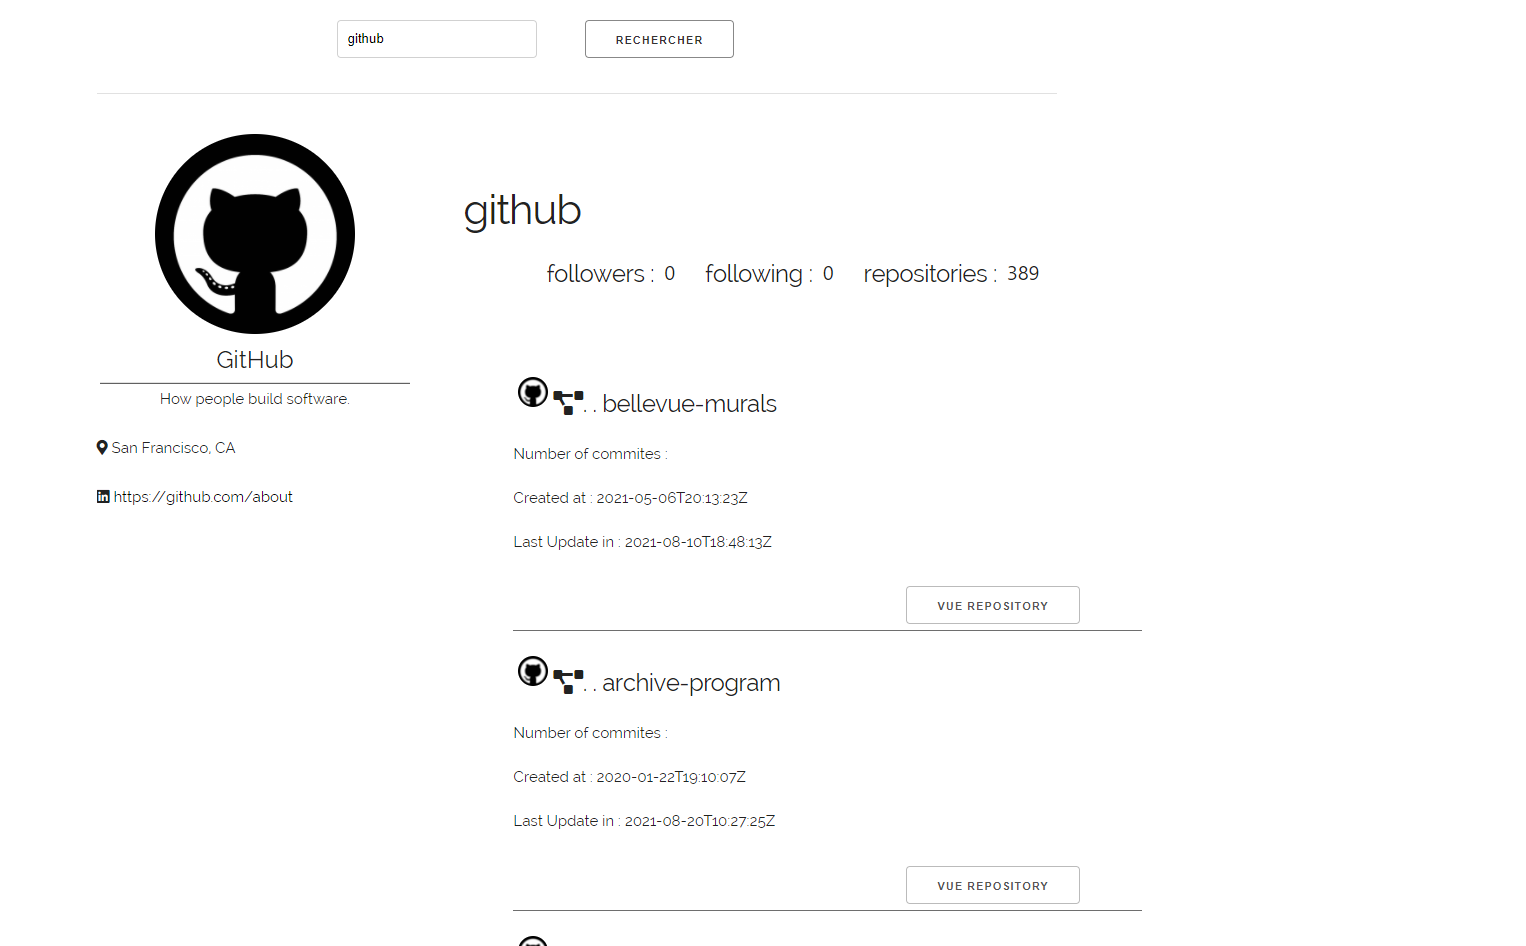 github
RECHERCHER
github
followers : 0 following : 0 repositories : 389
GitHub
How people build software.
San Francisco, CA
in https://github.com/about
. . bellevue-murals
Number of commites :
Created at : 2021-05-06T20:13:23Z
Last Update in : 2021-08-10T18:48:13Z
VUE REPOSITORY
. . archive-program
Number of commites :
Created at : 2020-01-22T19:10:07Z
Last Update in : 2021-08-20T10:27:25Z
VUE REPOSITORY